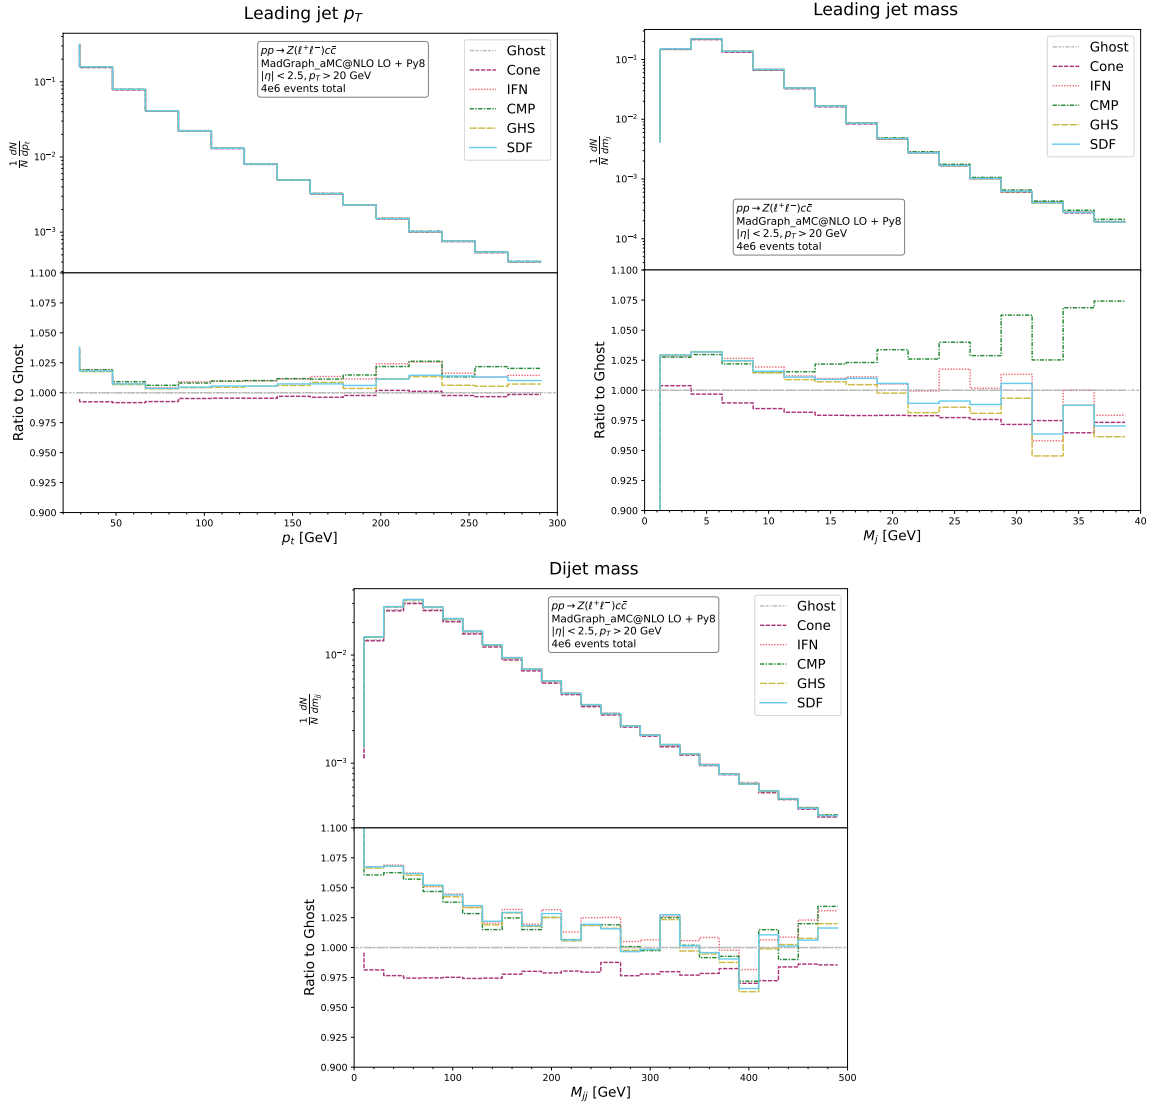 Leading jet p_T
10⁻¹
10⁻²
10⁻³
1/N dN/dp_t
pp → Z(ℓ⁺ℓ⁻)cc̄
MadGraph_aMC@NLO LO + Py8
|η| < 2.5, p_T > 20 GeV
4e6 events total
Ghost
Cone
IFN
CMP
GHS
SDF
1.100
1.075
1.050
1.025
1.000
0.975
0.950
0.925
0.900
Ratio to Ghost
50 100 150 200 250 300
p_t [GeV]
Leading jet mass
10⁻¹
10⁻²
10⁻³
10⁻⁴
1/N dN/dm_j
Ghost
Cone
IFN
CMP
GHS
SDF
pp → Z(ℓ⁺ℓ⁻)cc̄
MadGraph_aMC@NLO LO + Py8
|η| < 2.5, p_T > 20 GeV
4e6 events total
1.100
1.075
1.050
1.025
1.000
0.975
0.950
0.925
0.900
Ratio to Ghost
0 5 10 15 20 25 30 35 40
M_j [GeV]
Dijet mass
10⁻²
10⁻³
1/N dN/dm_jj
pp → Z(ℓ⁺ℓ⁻)cc̄
MadGraph_aMC@NLO LO + Py8
|η| < 2.5, p_T > 20 GeV
4e6 events total
Ghost
Cone
IFN
CMP
GHS
SDF
1.100
1.075
1.050
1.025
1.000
0.975
0.950
0.925
0.900
Ratio to Ghost
0 100 200 300 400 500
M_jj [GeV]